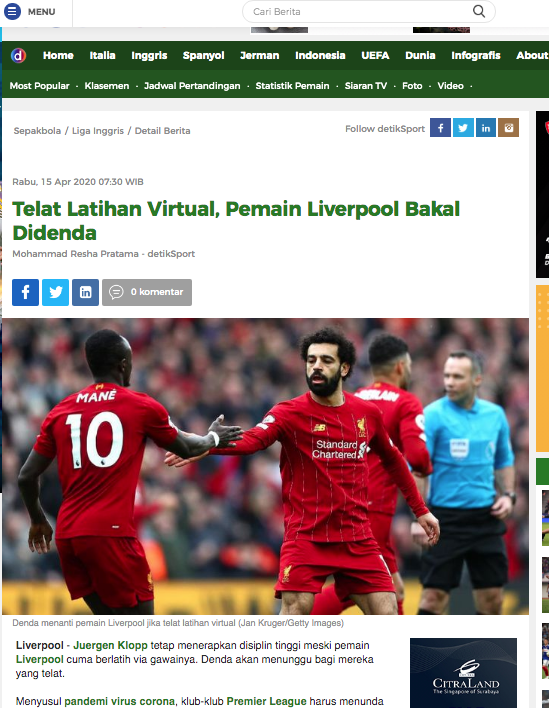 MENU
Cari Berita
d Home Italia Inggris Spanyol Jerman Indonesia UEFA Dunia Infografis About
Most Popular · Klasemen · Jadwal Pertandingan · Statistik Pemain · Siaran TV · Foto · Video ·
Sepakbola / Liga Inggris / Detail Berita
Follow detikSport
Rabu, 15 Apr 2020 07:30 WIB
Telat Latihan Virtual, Pemain Liverpool Bakal
Didenda
Mohammad Resha Pratama - detikSport
0 komentar
MANÉ
10
Standard
Chartered
Denda menanti pemain Liverpool jika telat latihan virtual (Jan Kruger/Getty Images)
Liverpool - Juergen Klopp tetap menerapkan disiplin tinggi meski pemain
Liverpool cuma berlatih via gawainya. Denda akan menunggu bagi mereka
yang telat.
CITRALAND
The Singapore of Surabaya
Menyusul pandemi virus corona, klub-klub Premier League harus menunda